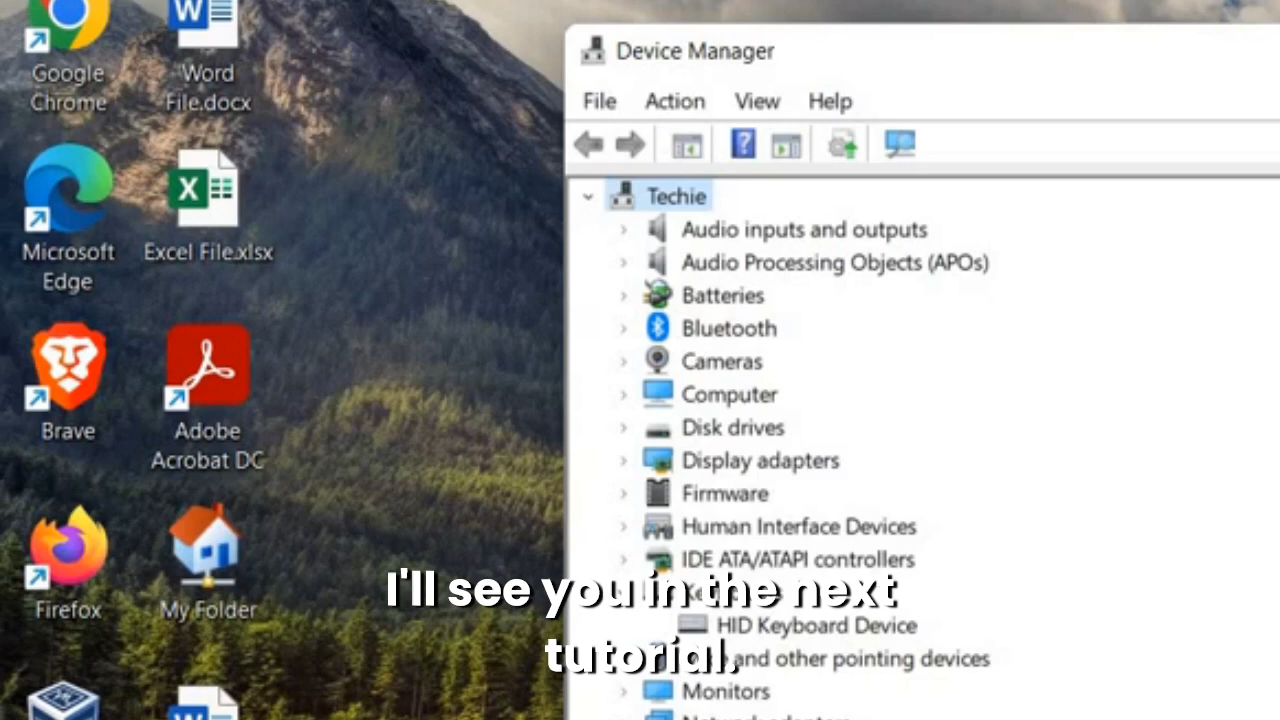 Google
Chrome
Word
File.docx
Microsoft
Edge
Excel File.xlsx
Brave
Adobe
Acrobat DC
Firefox
My Folder
Device Manager
File Action View Help
Techie
Audio inputs and outputs
Audio Processing Objects (APOs)
Batteries
Bluetooth
Cameras
Computer
Disk drives
Display adapters
Firmware
Human Interface Devices
IDE ATA/ATAPI controllers
HID Keyboard Device
and other pointing devices
Monitors
I'll see you in the next
tutorial.